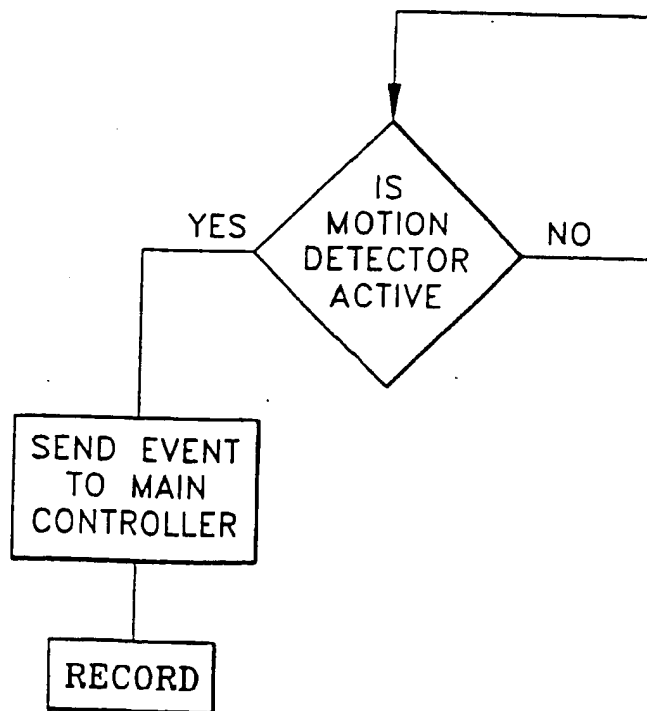 IS
MOTION
DETECTOR
ACTIVE
YES
NO
SEND EVENT
TO MAIN
CONTROLLER
RECORD